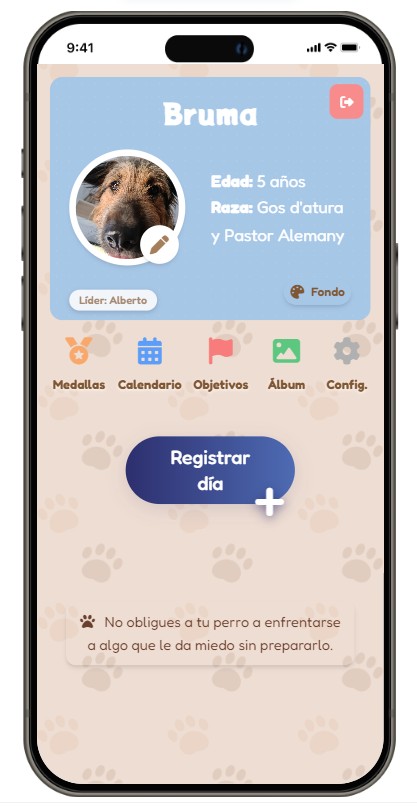 9:41
Bruma
Edad: 5 años
Raza: Gos d'atura
y Pastor Alemany
Líder: Alberto
Fondo
Medallas Calendario Objetivos Álbum Config.
Registrar
día
No obligues a tu perro a enfrentarse
a algo que le da miedo sin prepararlo.